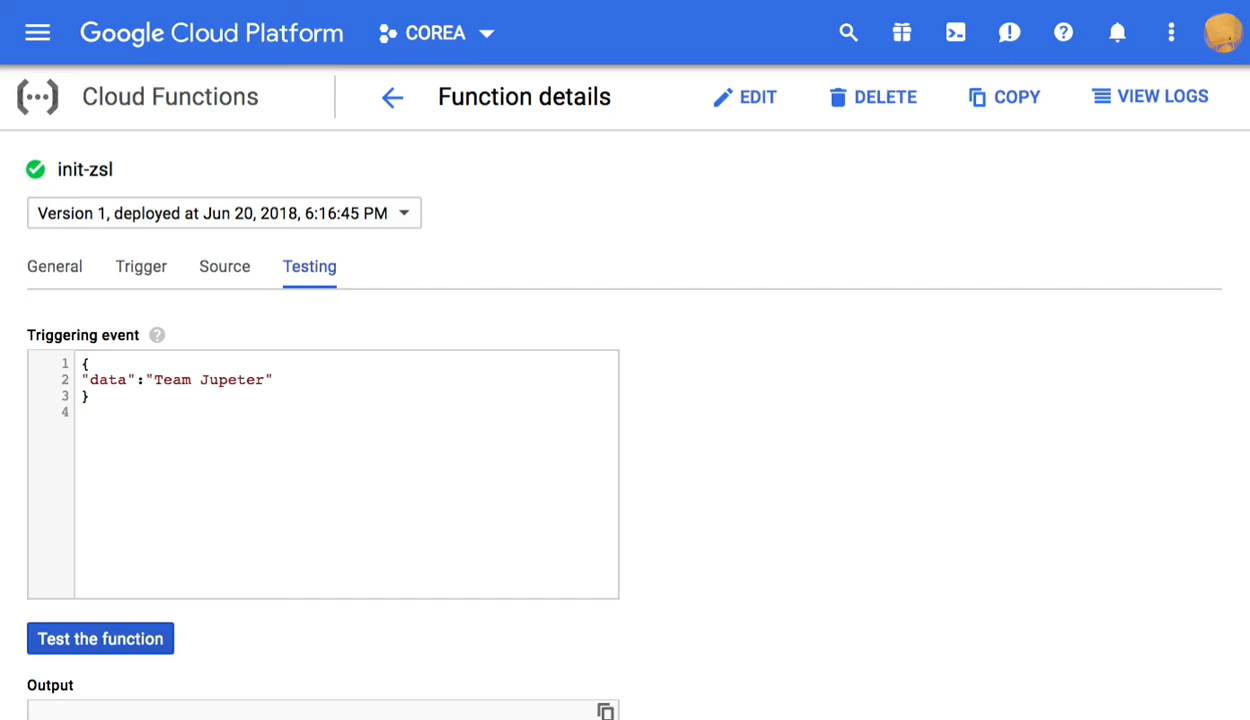 Google Cloud Platform COREA
Cloud Functions Function details EDIT DELETE COPY VIEW LOGS
init-zsl
Version 1, deployed at Jun 20, 2018, 6:16:45 PM
General Trigger Source Testing
Triggering event ?
1 {
2 "data":"Team Jupeter"
3 }
4
Test the function
Output